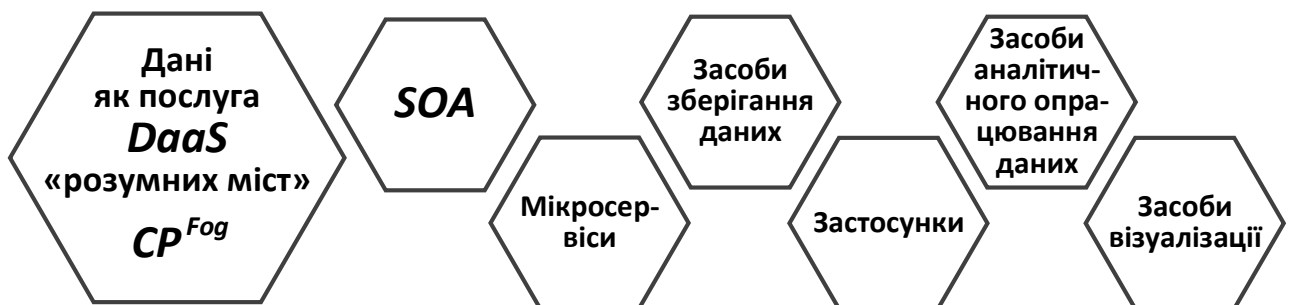 Дані
як послуга
DaaS
«розумних міст»
CP^Fog
SOA
Мікросер-
віси
Засоби
зберігання
даних
Застосунки
Засоби
аналітич-
ного опра-
цювання
даних
Засоби
візуалізації